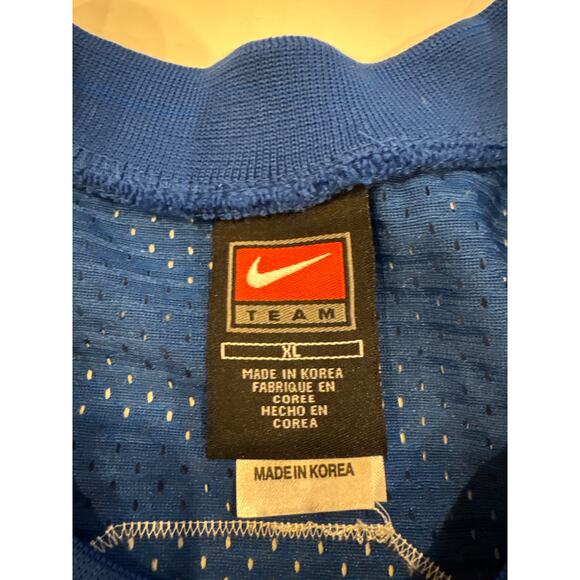 TEAM
XL
MADE IN KOREA
FABRIQUE EN
COREE
HECHO EN
COREA
MADE IN KOREA